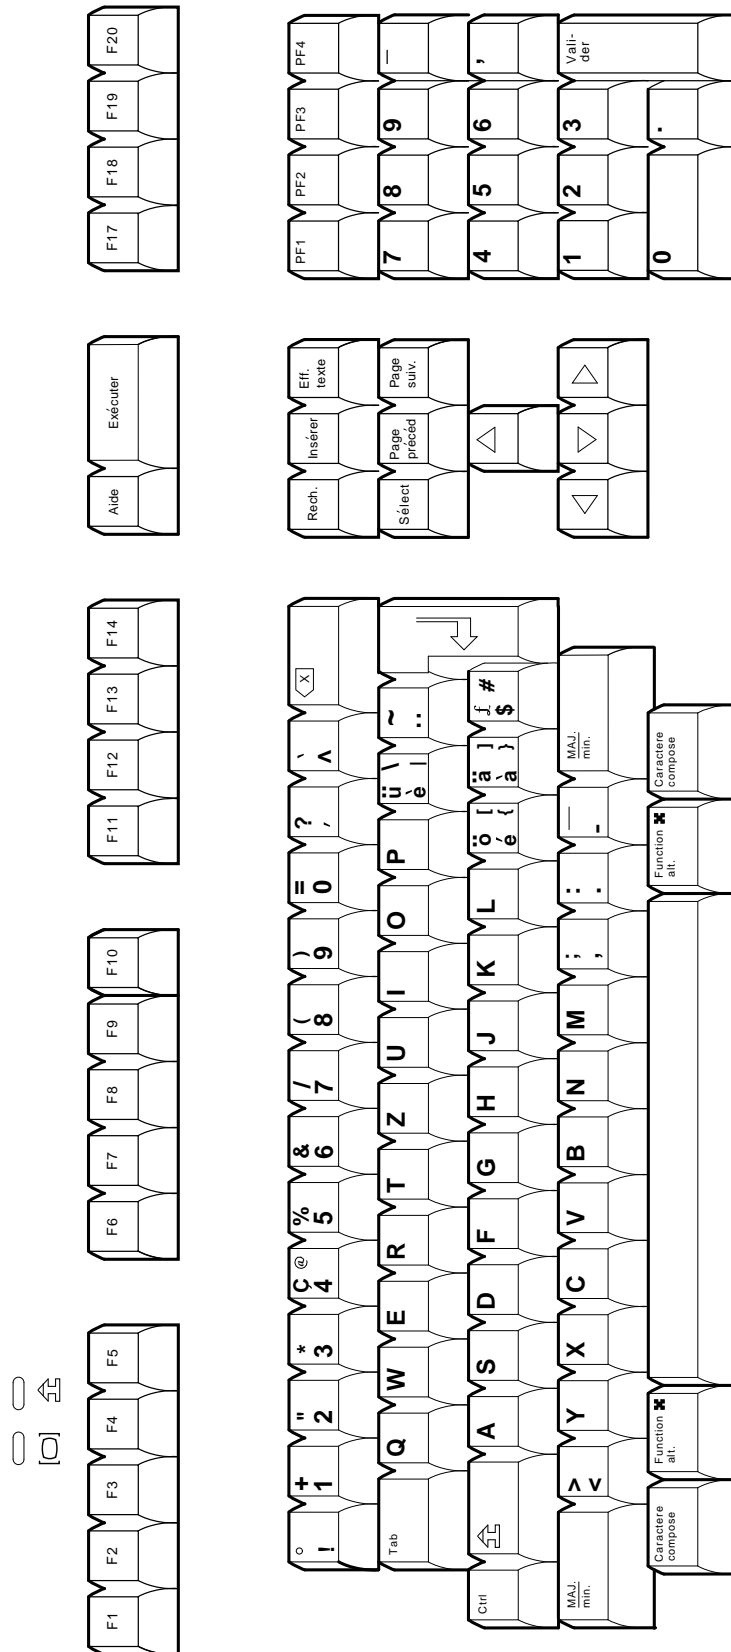 F1 F2 F3 F4 F5 F6 F7 F8 F9 F10 F11 F12 F13 F14 Aide Exécuter F17 F18 F19 F20
° + " * ç @ % & / ( ) = ? ` X
! 1 2 3 4 5 6 7 8 9 0 ' ^
Rech. Insérer Eff. texte PF1 PF2 PF3 PF4
Tab Q W E R T Z U I O P ü \ ~
è | ¨
Sélect Page précéd Page suiv. 7 8 9 –
Ctrl A S D F G H J K L ö [ ä ] £ #
é { à } $
4 5 6 ,
MAJ. min. > < Y X C V B N M ; , : . _ - MAJ. min.
1 2 3 Vali- der
Caractere compose Function alt. Function alt. Caractere compose
0 .